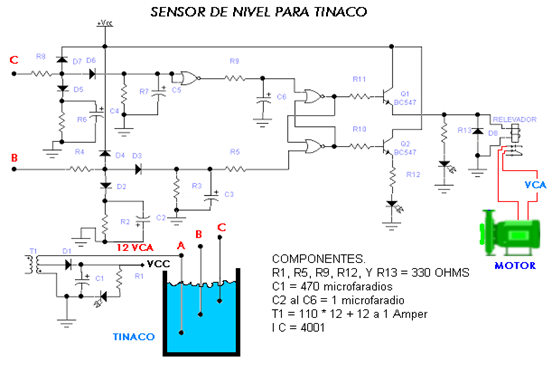 SENSOR DE NIVEL PARA TINACO
+Vcc
C
R8
D7
D6
D5
R6
C4
R7
C5
R9
C6
R11
Q1
BC547
R10
Q2
BC547
R12
R13
D8
RELEVADOR
VCA
MOTOR
B
R4
D4
D3
D2
R2
C2
R3
C3
R5
12 VCA
T1
D1
C1
R1
VCC
A
B
C
TINACO
COMPONENTES.
R1, R5, R9, R12, Y R13 = 330 OHMS
C1 = 470 microfaradios
C2 al C6 = 1 microfaradio
T1 = 110 * 12 + 12 a 1 Amper
I C = 4001